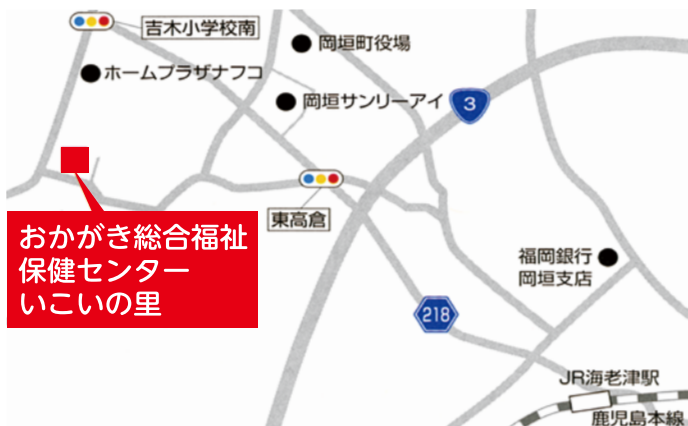 吉木小学校南
岡垣町役場
ホームプラザナフコ
岡垣サンリーアイ
3
東高倉
おかがき総合福祉
保健センター
いこいの里
福岡銀行
岡垣支店
218
JR海老津駅
鹿児島本線